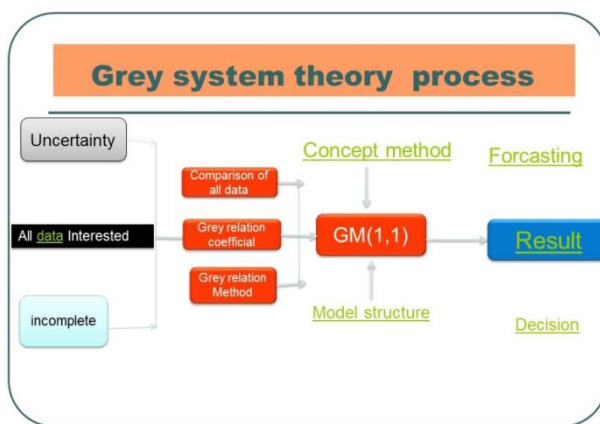 Grey system theory process
Uncertainty
All data Interested
incomplete
Comparison of
all data
Grey relation
coefficial
Grey relation
Method
Concept method
GM(1,1)
Model structure
Forcasting
Result
Decision